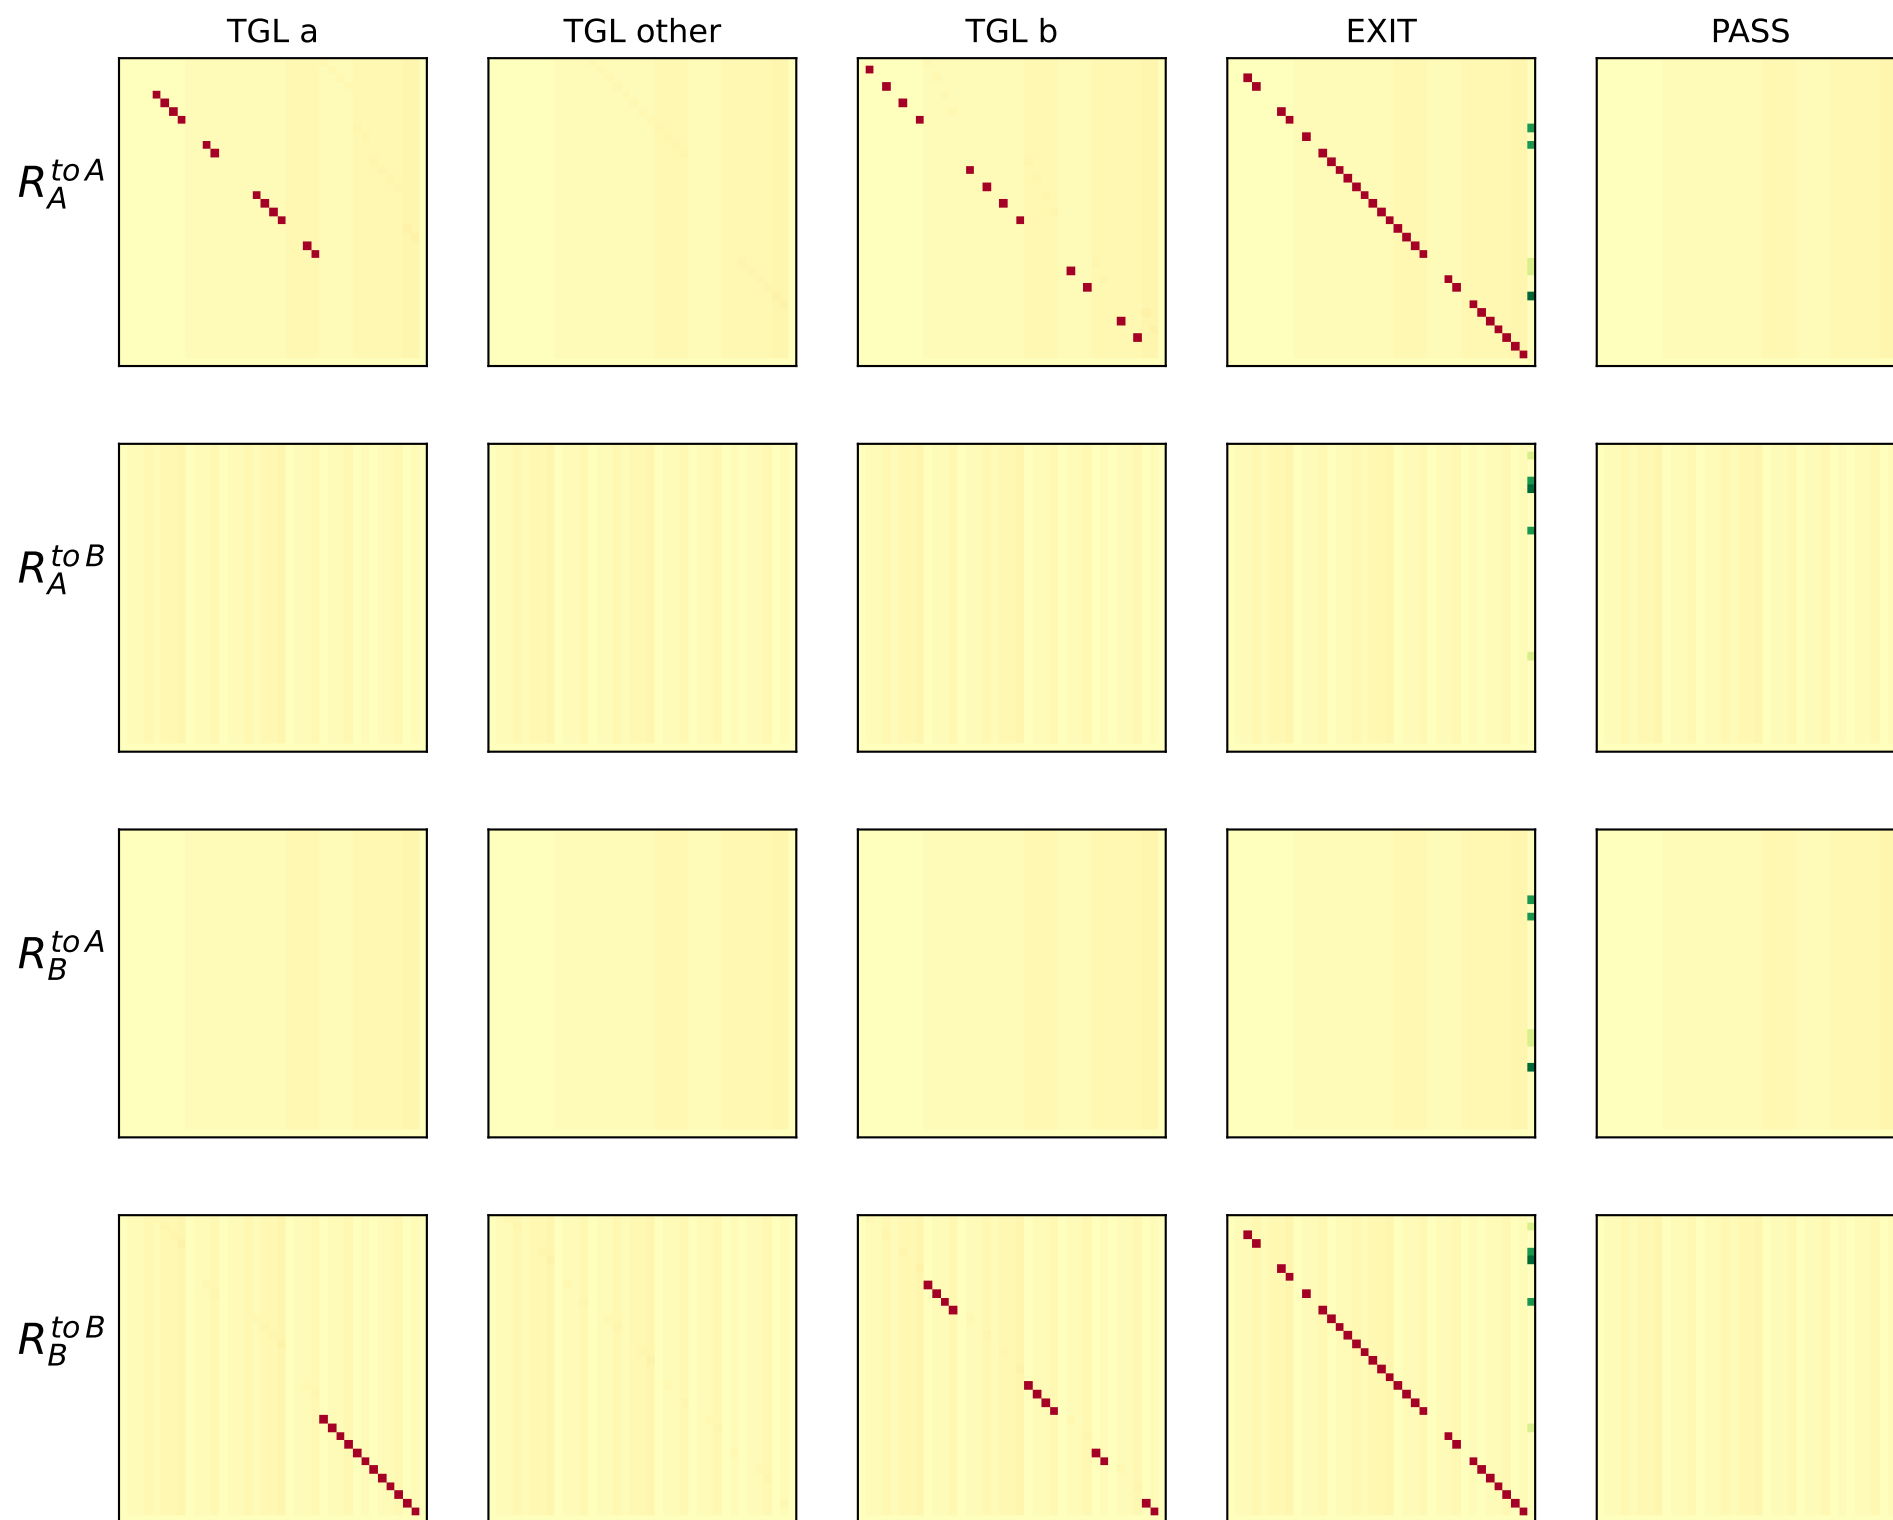 TGL a TGL other TGL b EXIT PASS
$R_A^{to A}$
$R_A^{to B}$
$R_B^{to A}$
$R_B^{to B}$